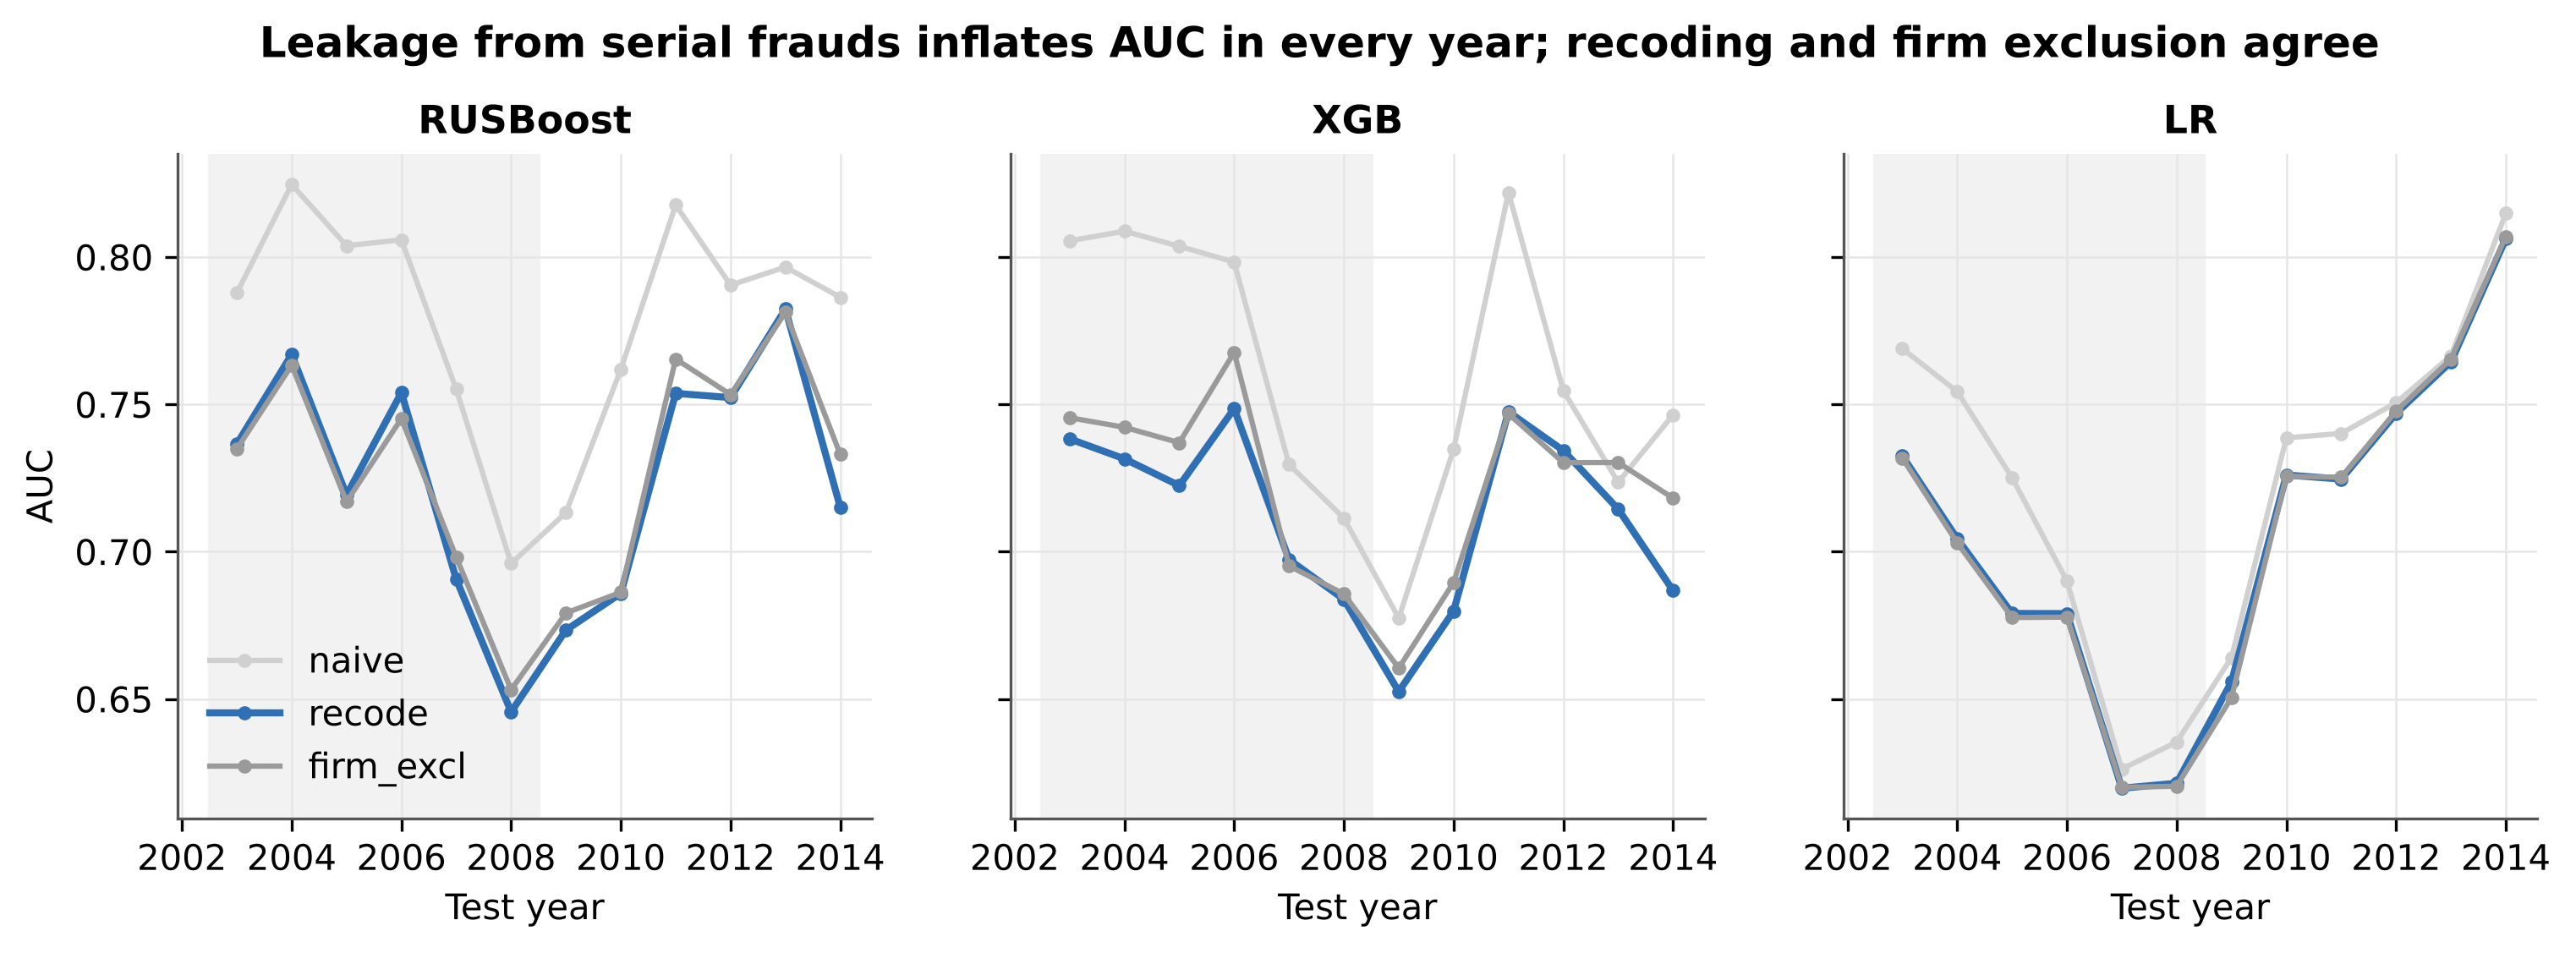 Leakage from serial frauds inflates AUC in every year; recoding and firm exclusion agree
RUSBoost
XGB
LR
AUC
0.80
0.75
0.70
0.65
naive
recode
firm_excl
2002 2004 2006 2008 2010 2012 2014
2002 2004 2006 2008 2010 2012 2014
2002 2004 2006 2008 2010 2012 2014
Test year
Test year
Test year